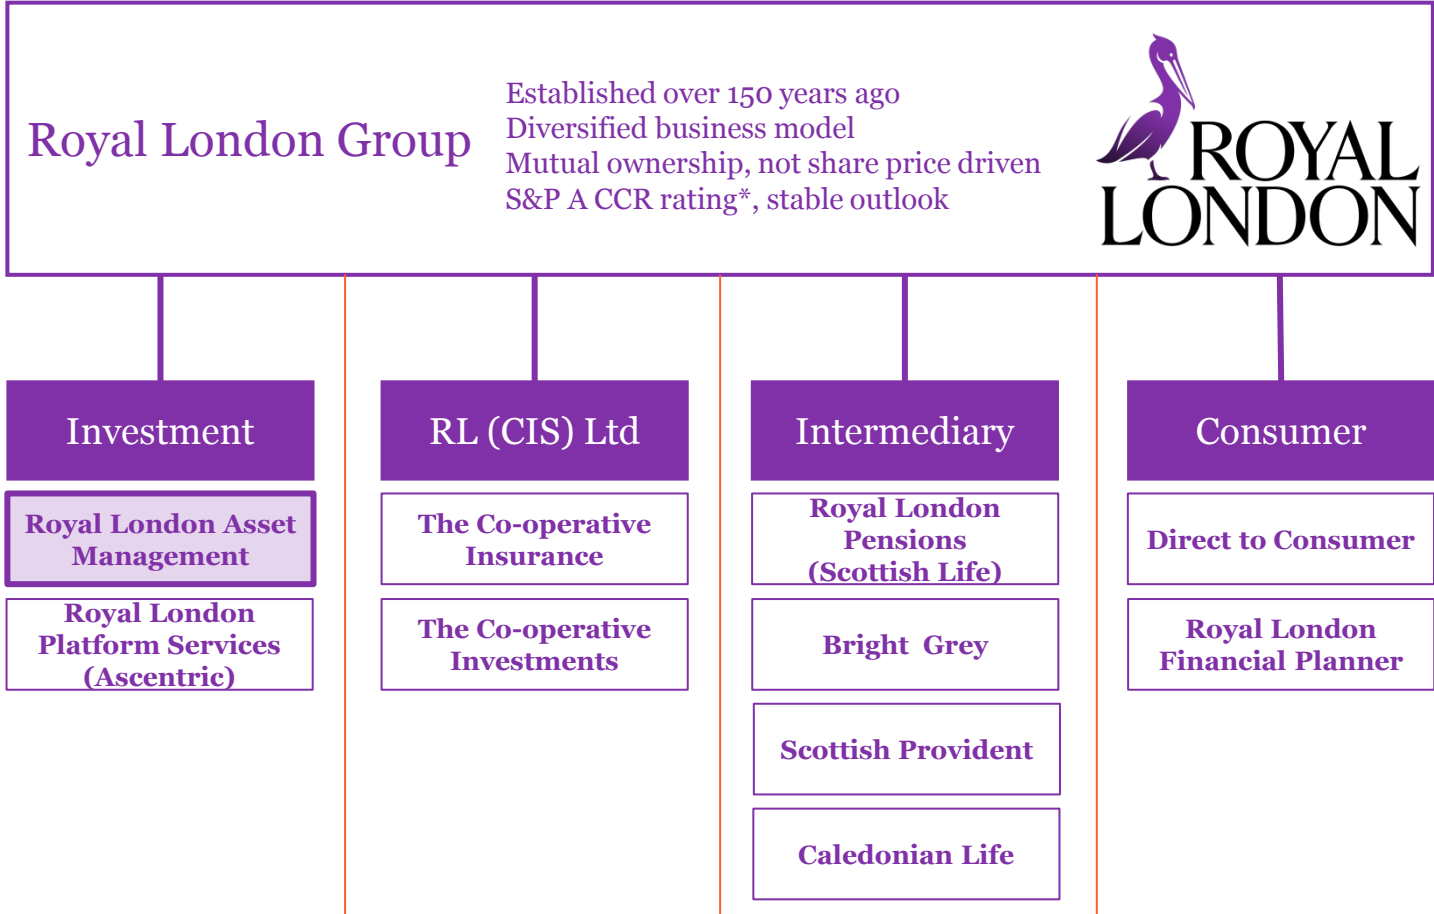 Royal London Group
Established over 150 years ago
Diversified business model
Mutual ownership, not share price driven
S&P A CCR rating*, stable outlook
ROYAL
LONDON
Investment
Royal London Asset
Management
Royal London
Platform Services
(Ascentric)
RL (CIS) Ltd
The Co-operative
Insurance
The Co-operative
Investments
Intermediary
Royal London
Pensions
(Scottish Life)
Bright Grey
Scottish Provident
Caledonian Life
Consumer
Direct to Consumer
Royal London
Financial Planner